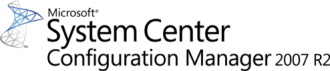 Microsoft®
System Center
Configuration Manager 2007 R2